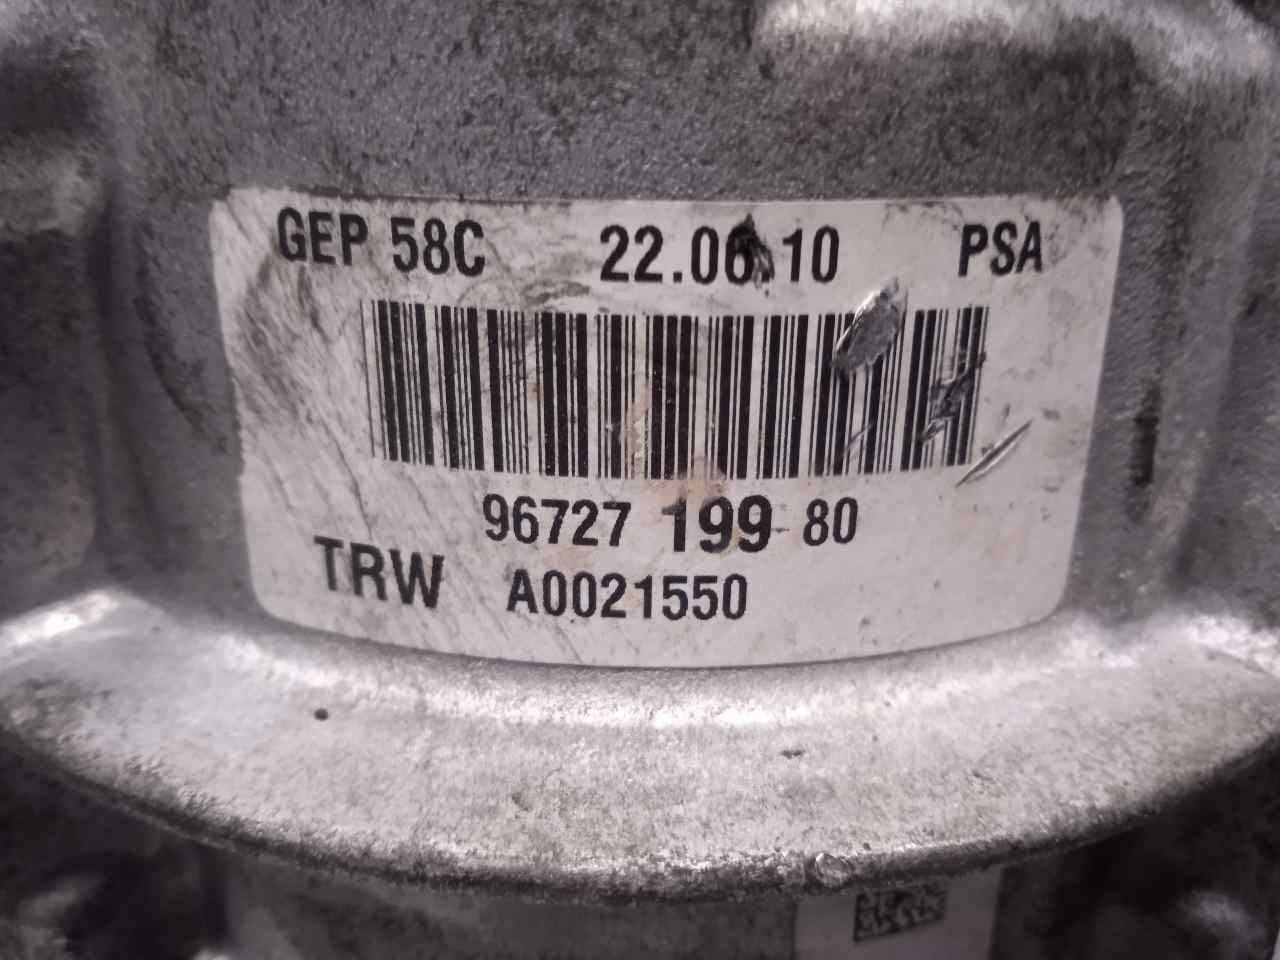 GEP 58C 22.06.10 PSA
96727 199 80
TRW A0021550